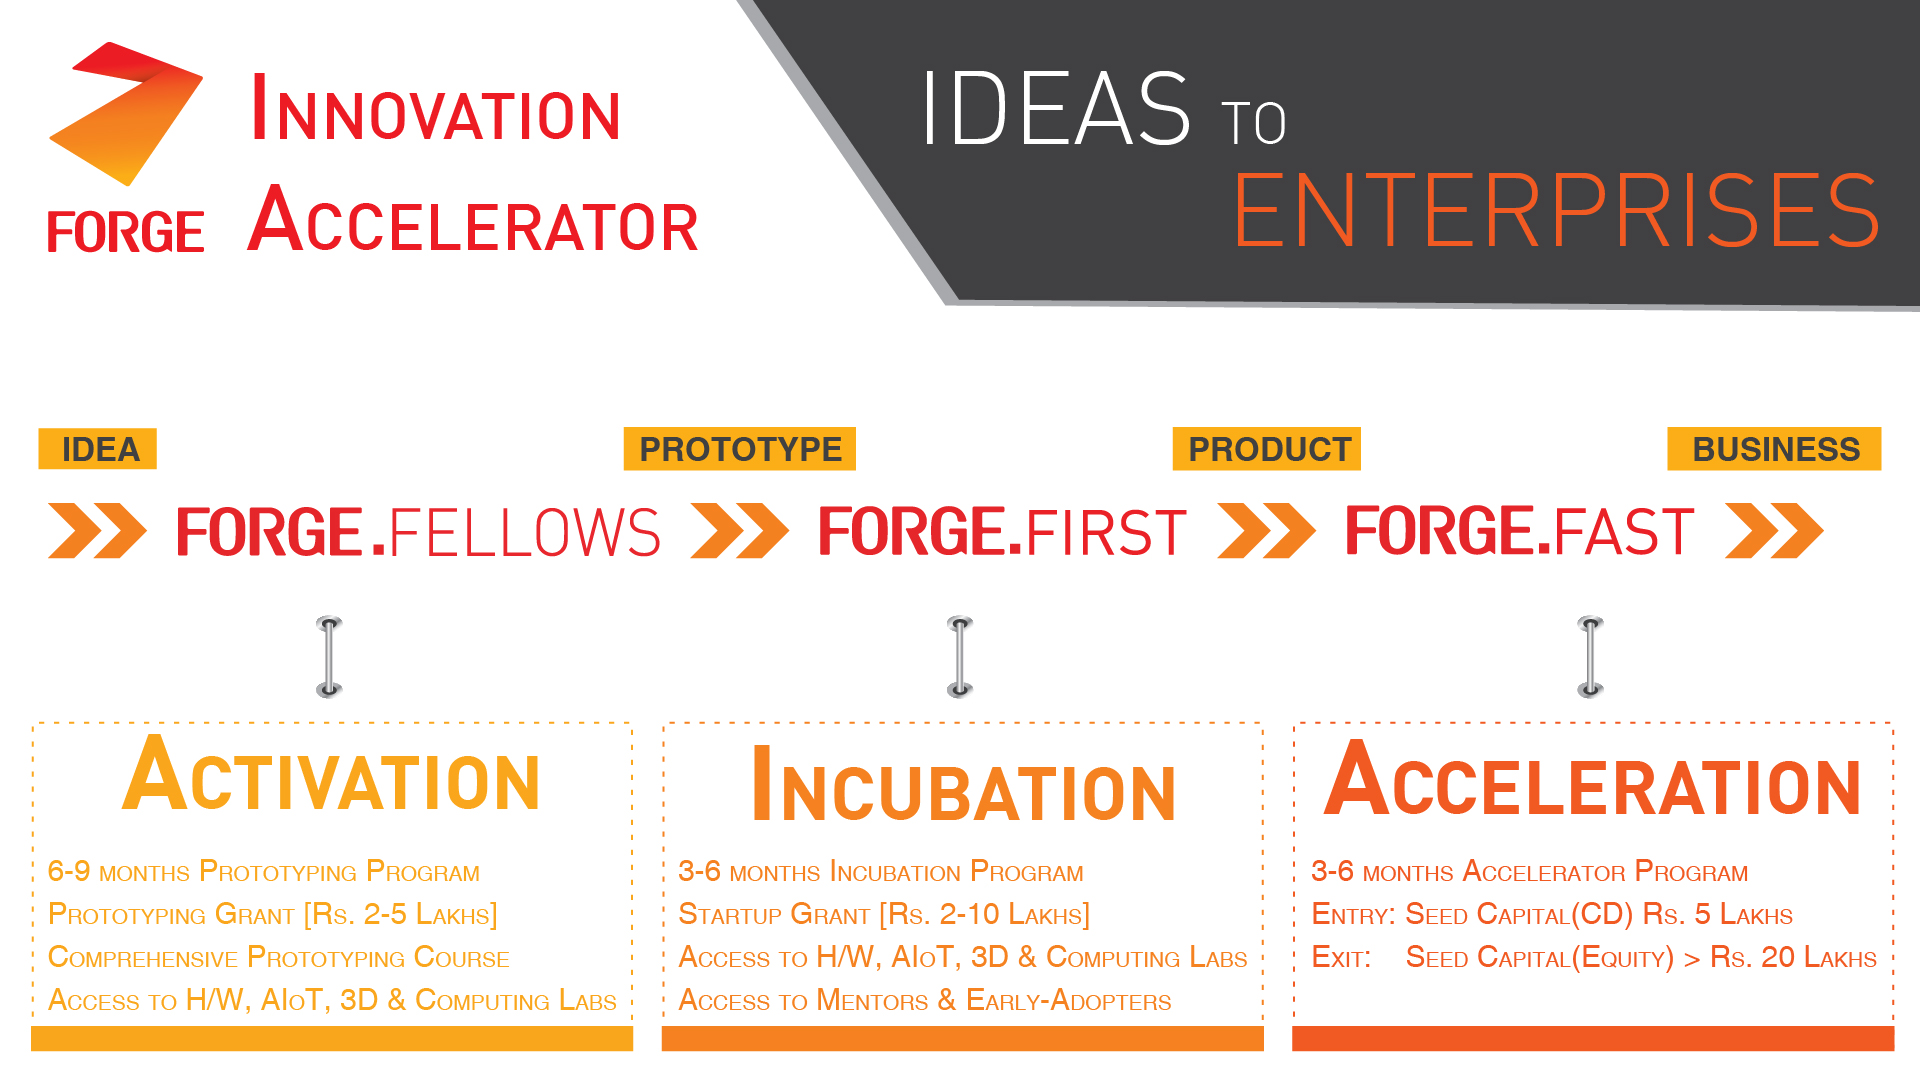 FORGE
INNOVATION
ACCELERATOR
IDEAS TO
ENTERPRISES
IDEA
PROTOTYPE
PRODUCT
BUSINESS
FORGE.FELLOWS
FORGE.FIRST
FORGE.FAST
ACTIVATION
6-9 MONTHS PROTOTYPING PROGRAM
PROTOTYPING GRANT [RS. 2-5 LAKHS]
COMPREHENSIVE PROTOTYPING COURSE
ACCESS TO H/W, AIOT, 3D & COMPUTING LABS
INCUBATION
3-6 MONTHS INCUBATION PROGRAM
STARTUP GRANT [RS. 2-10 LAKHS]
ACCESS TO H/W, AIOT, 3D & COMPUTING LABS
ACCESS TO MENTORS & EARLY-ADOPTERS
ACCELERATION
3-6 MONTHS ACCELERATOR PROGRAM
ENTRY: SEED CAPITAL(CD) RS. 5 LAKHS
EXIT: SEED CAPITAL(EQUITY) > RS. 20 LAKHS